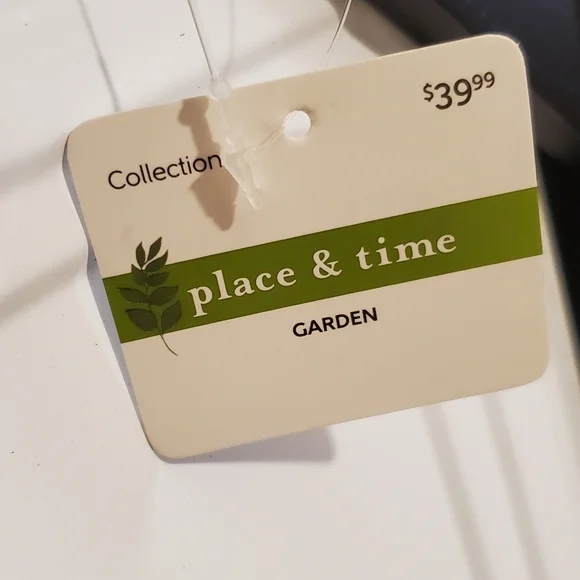 $39.99
Collection
place & time
GARDEN